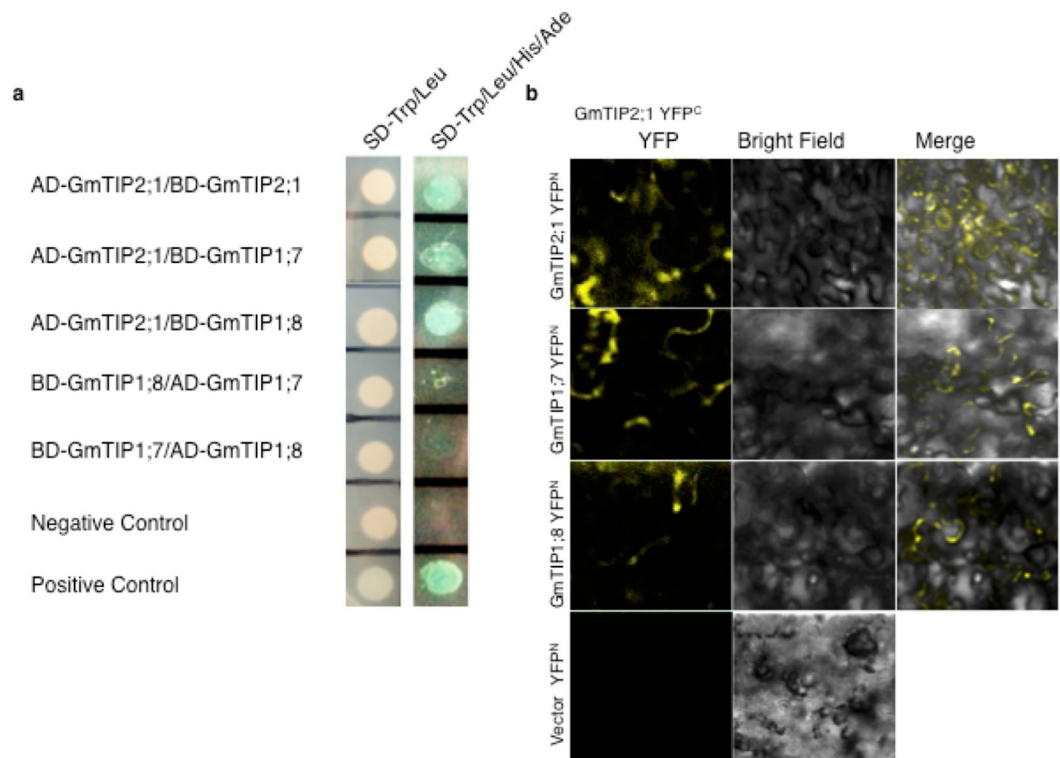 a
SD-Trp/Leu
SD-Trp/Leu/His/Ade
AD-GmTIP2;1/BD-GmTIP2;1
AD-GmTIP2;1/BD-GmTIP1;7
AD-GmTIP2;1/BD-GmTIP1;8
BD-GmTIP1;8/AD-GmTIP1;7
BD-GmTIP1;7/AD-GmTIP1;8
Negative Control
Positive Control
b
GmTIP2;1 YFPᶜ
YFP Bright Field Merge
GmTIP2;1 YFPᴺ
GmTIP1;7 YFPᴺ
GmTIP1;8 YFPᴺ
Vector YFPᴺ